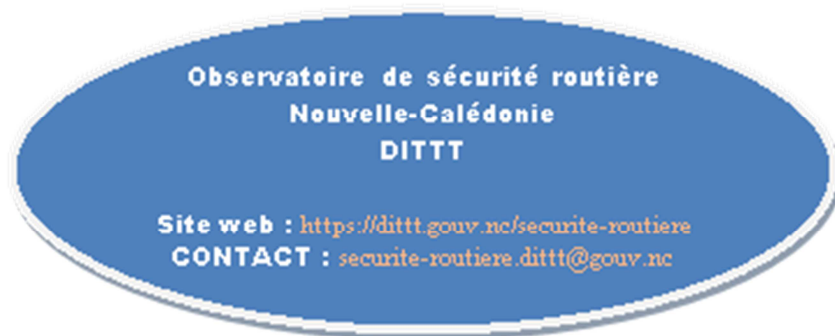 Observatoire de sécurité routière
Nouvelle-Calédonie
DITTT
Site web : https://dittt.gouv.nc/securite-routiere
CONTACT : securite-routiere.dittt@gouv.nc